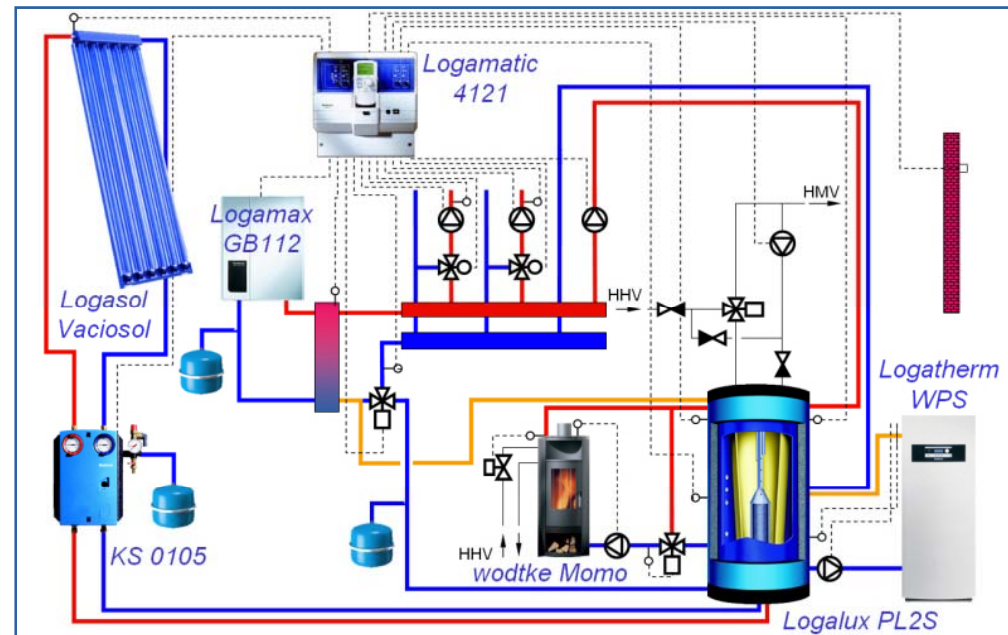 Logamatic
4121
Logamax
GB112
HMV
Logasol
Vaciosol
HHV
Logatherm
WPS
KS 0105
HHV
wodtke Momo
Logalux PL2S